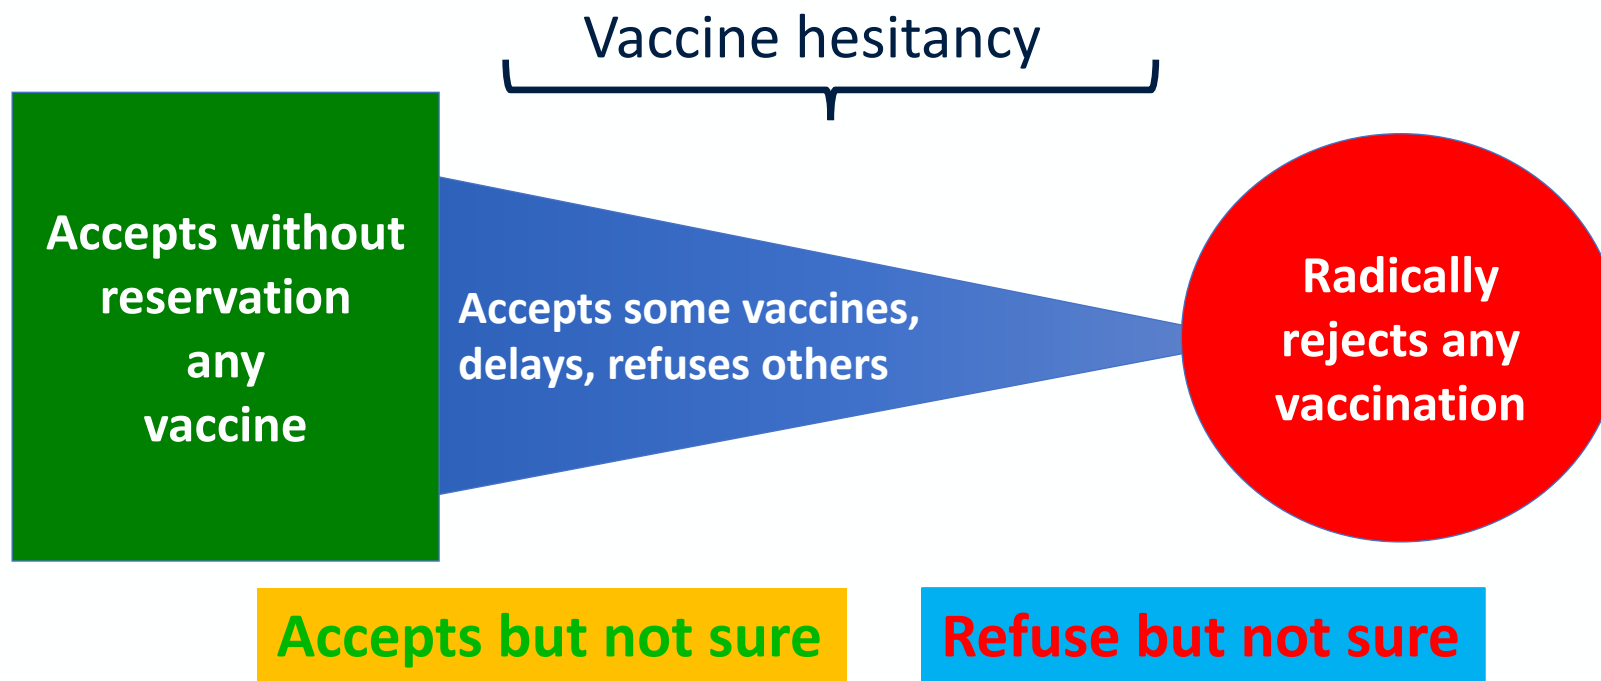 Vaccine hesitancy
Accepts without
reservation
any
vaccine
Accepts some vaccines,
delays, refuses others
Radically
rejects any
vaccination
Accepts but not sure
Refuse but not sure